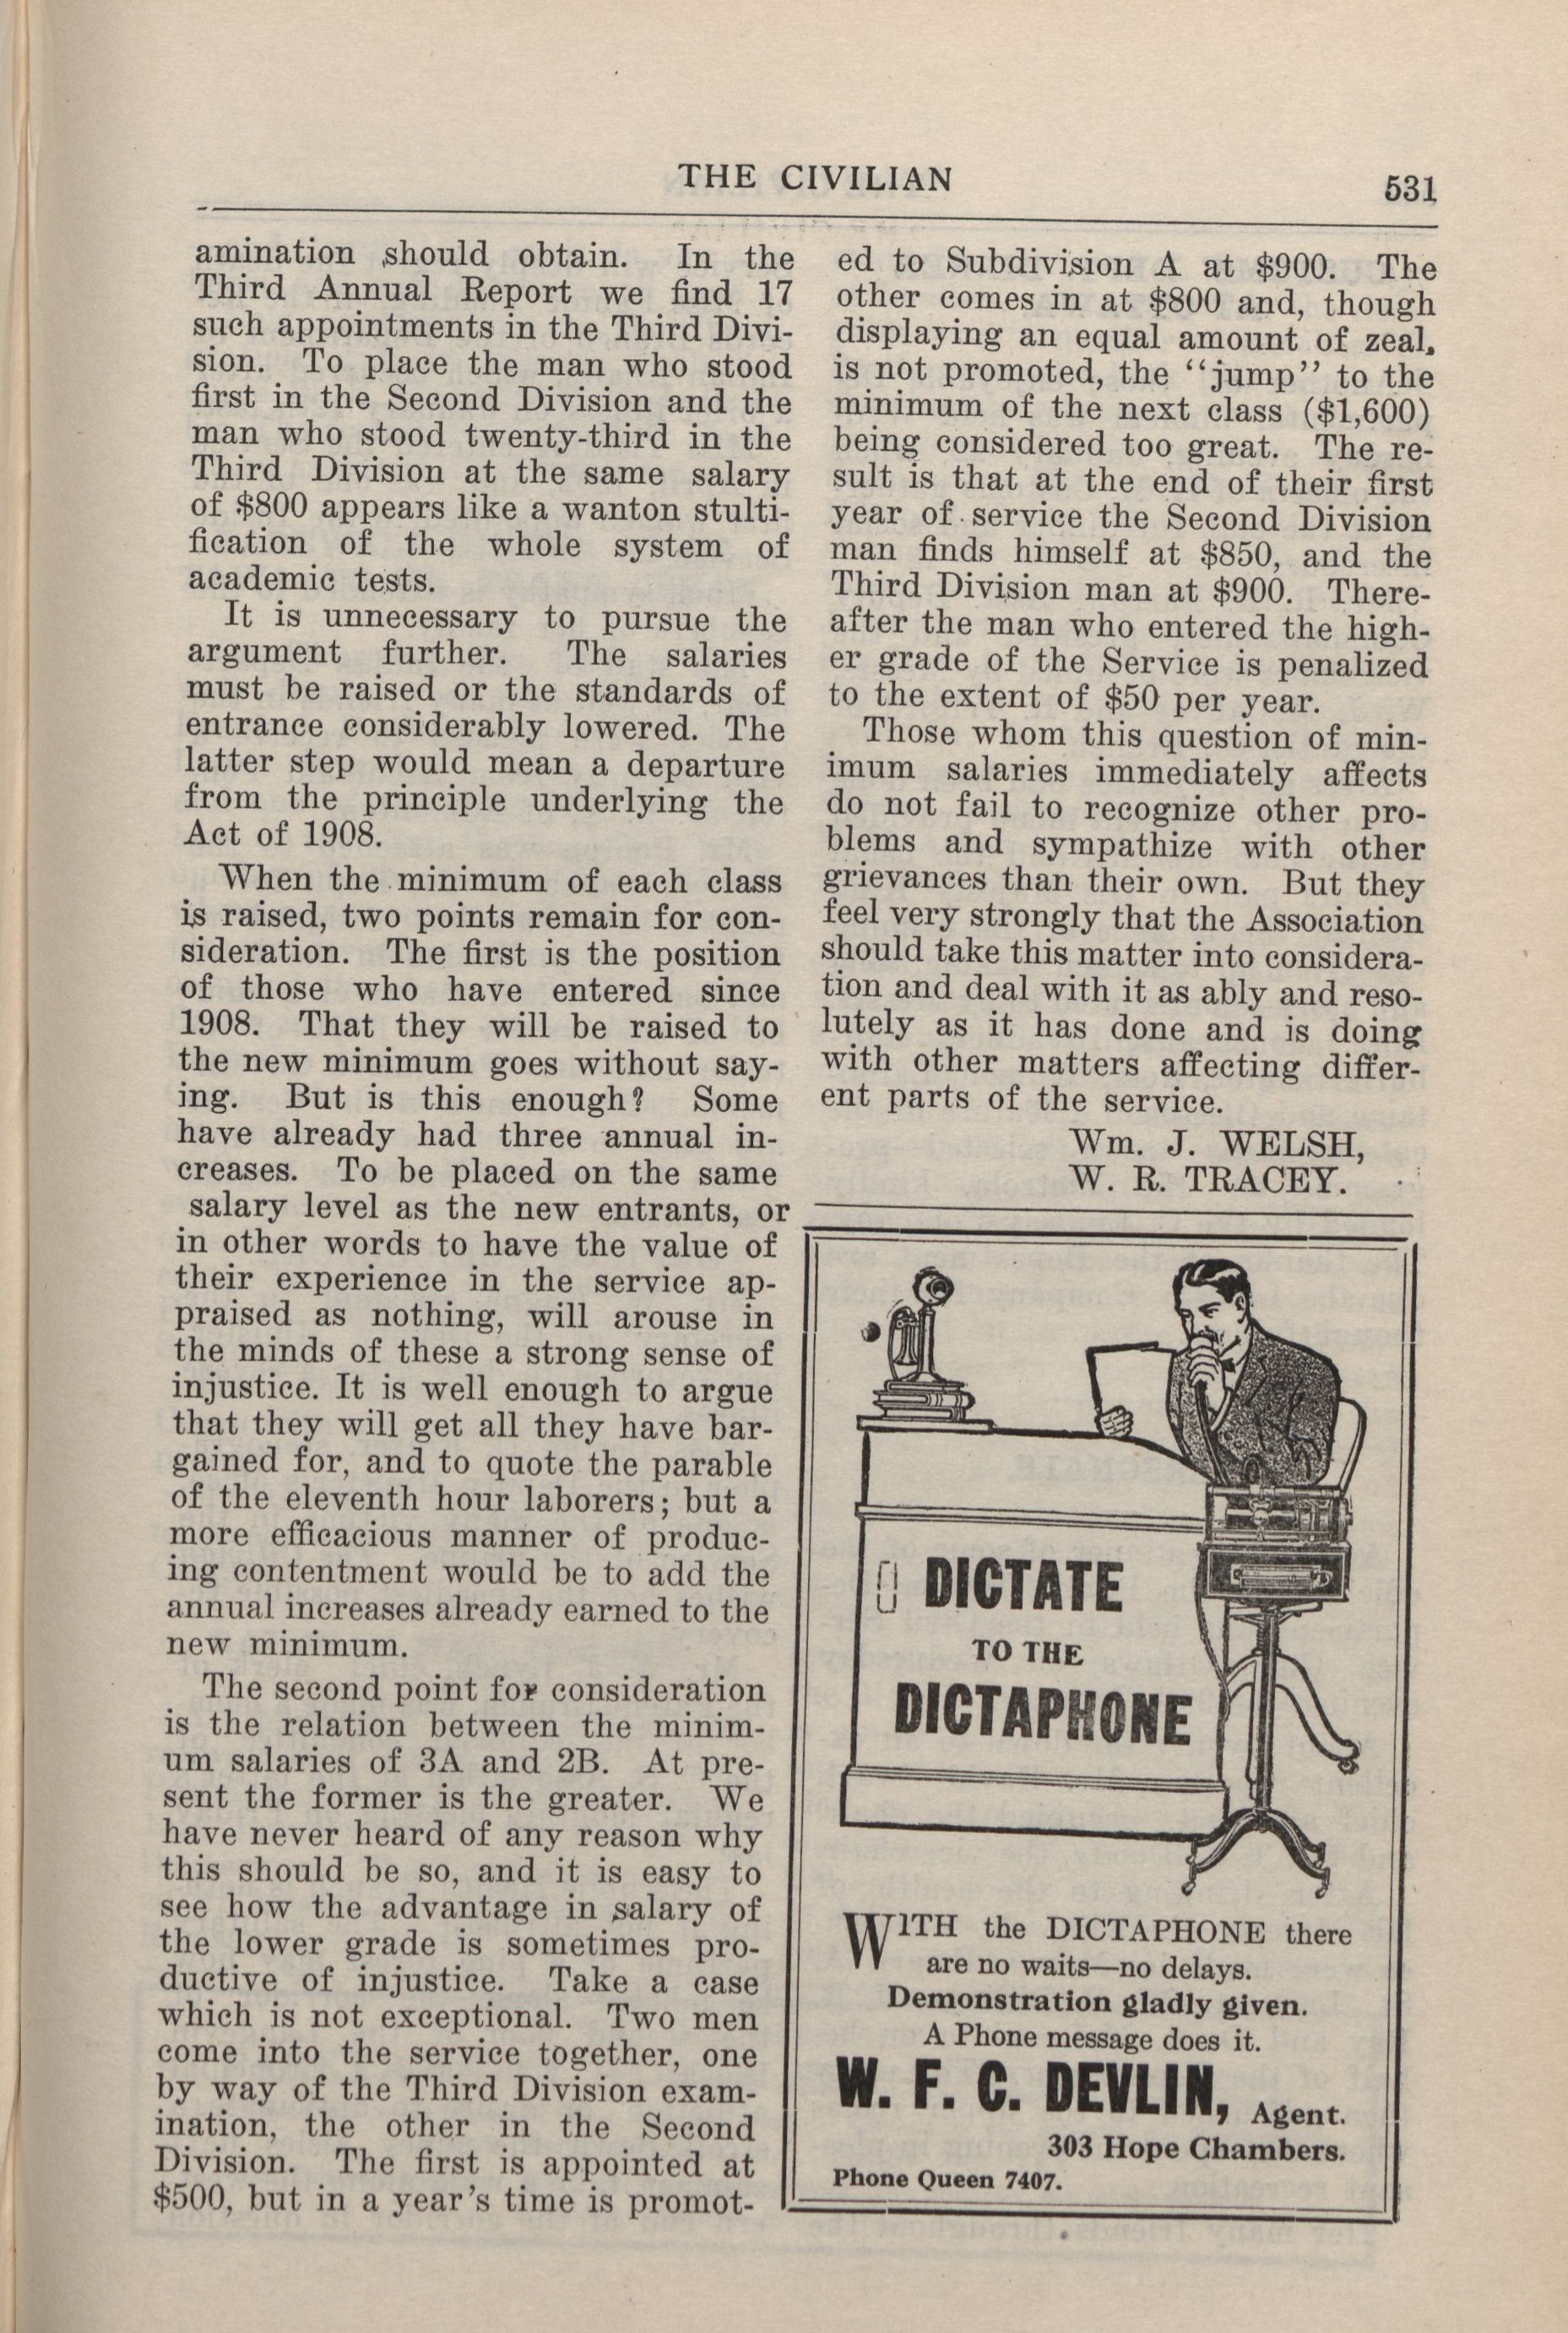 THE CIVILIAN
531
amination should obtain. In the
Third Annual Report we find 17
such appointments in the Third Divi-
sion. To place the man who stood
first in the Second Division and the
man who stood twenty-third in the
Third Division at the same salary
of $800 appears like a wanton stulti-
fication of the whole system of
academic tests.
It is unnecessary to pursue the
argument further. The salaries
must be raised or the standards of
entrance considerably lowered. The
latter step would mean a departure
from the principle underlying the
Act of 1908.
When the minimum of each class
is raised, two points remain for con-
sideration. The first is the position
of those who have entered since
1908. That they will be raised to
the new minimum goes without say-
ing. But is this enough? Some
have already had three annual in-
creases. To be placed on the same
salary level as the new entrants, or
in other words to have the value of
their experience in the service ap-
praised as nothing, will arouse in
the minds of these a strong sense of
injustice. It is well enough to argue
that they will get all they have bar-
gained for, and to quote the parable
of the eleventh hour laborers; but a
more efficacious manner of produc-
ing contentment would be to add the
annual increases already earned to the
new minimum.
The second point for consideration
is the relation between the minim-
um salaries of 3A and 2B. At pre-
sent the former is the greater. We
have never heard of any reason why
this should be so, and it is easy to
see how the advantage in salary of
the lower grade is sometimes pro-
ductive of injustice. Take a case
which is not exceptional. Two men
come into the service together, one
by way of the Third Division exam-
ination, the other in the Second
Division. The first is appointed at
$500, but in a year's time is promot-
ed to Subdivision A at $900. The
other comes in at $800 and, though
displaying an equal amount of zeal,
is not promoted, the "jump" to the
minimum of the next class ($1,600)
being considered too great. The re-
sult is that at the end of their first
year of service the Second Division
man finds himself at $850, and the
Third Division man at $900. There-
after the man who entered the high-
er grade of the Service is penalized
to the extent of $50 per year.
Those whom this question of min-
imum salaries immediately affects
do not fail to recognize other pro-
blems and sympathize with other
grievances than their own. But they
feel very strongly that the Association
should take this matter into considera-
tion and deal with it as ably and reso-
lutely as it has done and is doing
with other matters affecting differ-
ent parts of the service.
Wm. J. WELSH,
W. R. TRACEY.
DICTATE
TO THE
DICTAPHONE
WITH the DICTAPHONE there
are no waits—no delays.
Demonstration gladly given.
A Phone message does it.
W. F. C. DEVLIN, Agent.
303 Hope Chambers.
Phone Queen 7407.